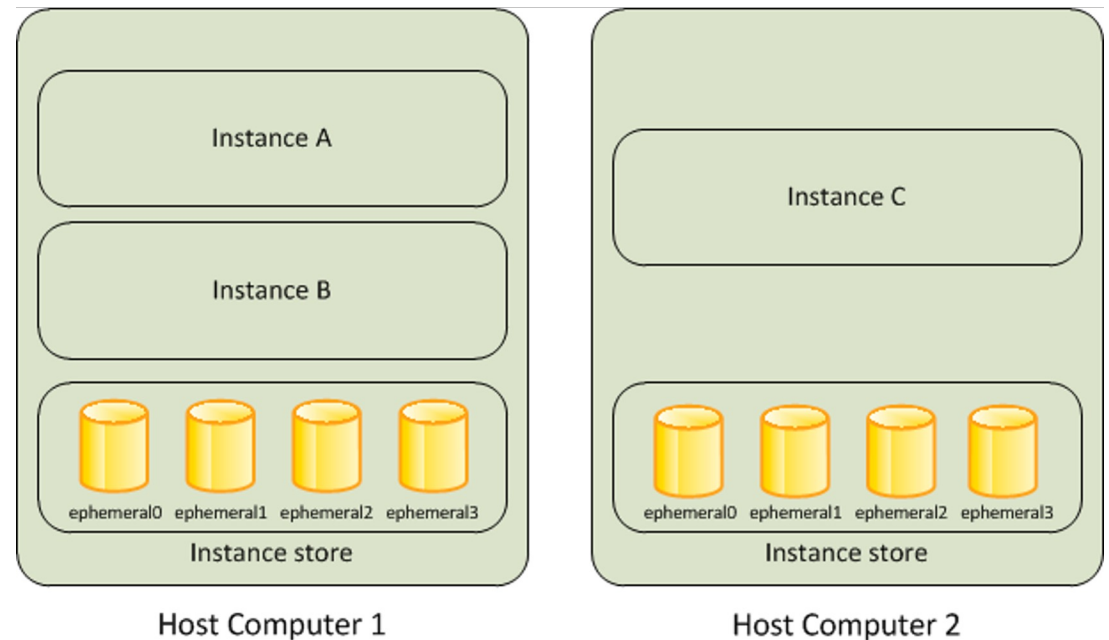 Instance A
Instance B
ephemeral0 ephemeral1 ephemeral2 ephemeral3
Instance store
Host Computer 1
Instance C
ephemeral0 ephemeral1 ephemeral2 ephemeral3
Instance store
Host Computer 2